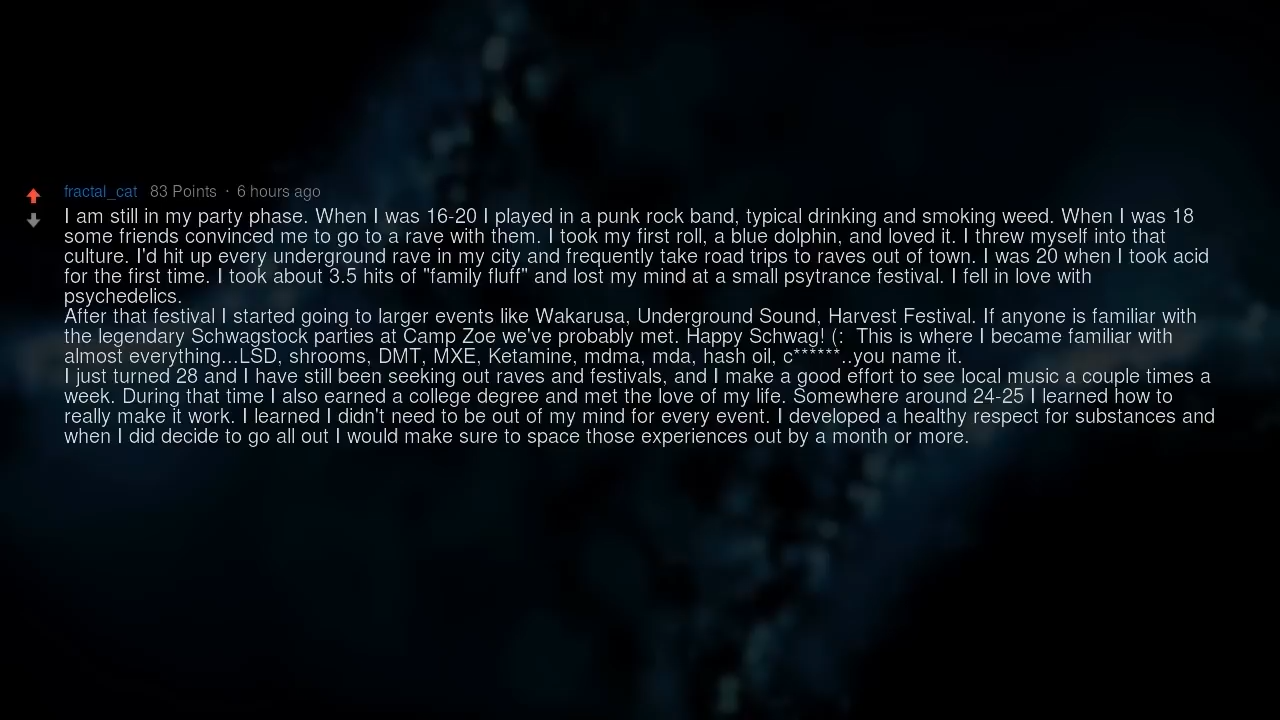 fractal_cat 83 Points · 6 hours ago
I am still in my party phase. When I was 16-20 I played in a punk rock band, typical drinking and smoking weed. When I was 18
some friends convinced me to go to a rave with them. I took my first roll, a blue dolphin, and loved it. I threw myself into that
culture. I'd hit up every underground rave in my city and frequently take road trips to raves out of town. I was 20 when I took acid
for the first time. I took about 3.5 hits of "family fluff" and lost my mind at a small psytrance festival. I fell in love with
psychedelics.
After that festival I started going to larger events like Wakarusa, Underground Sound, Harvest Festival. If anyone is familiar with
the legendary Schwagstock parties at Camp Zoe we've probably met. Happy Schwag! (:  This is where I became familiar with
almost everything...LSD, shrooms, DMT, MXE, Ketamine, mdma, mda, hash oil, c******..you name it.
I just turned 28 and I have still been seeking out raves and festivals, and I make a good effort to see local music a couple times a
week. During that time I also earned a college degree and met the love of my life. Somewhere around 24-25 I learned how to
really make it work. I learned I didn't need to be out of my mind for every event. I developed a healthy respect for substances and
when I did decide to go all out I would make sure to space those experiences out by a month or more.